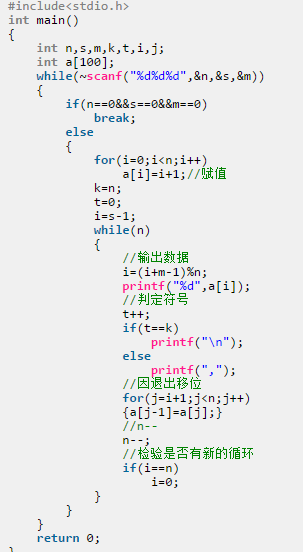 #include<stdio.h>
int main()
{
    int n,s,m,k,t,i,j;
    int a[100];
    while(~scanf("%d%d%d",&n,&s,&m))
    {
        if(n==0&&s==0&&m==0)
            break;
        else
        {
            for(i=0;i<n;i++)
                a[i]=i+1;//赋值
            k=n;
            t=0;
            i=s-1;
            while(n)
            {
                //输出数据
                i=(i+m-1)%n;
                printf("%d",a[i]);
                //判定符号
                t++;
                if(t==k)
                    printf("\n");
                else
                    printf(",");
                //因退出移位
                for(j=i+1;j<n;j++)
                {a[j-1]=a[j];}
                //n--
                n--;
                //检验是否有新的循环
                if(i==n)
                    i=0;
            }
        }
    }
    return 0;
}